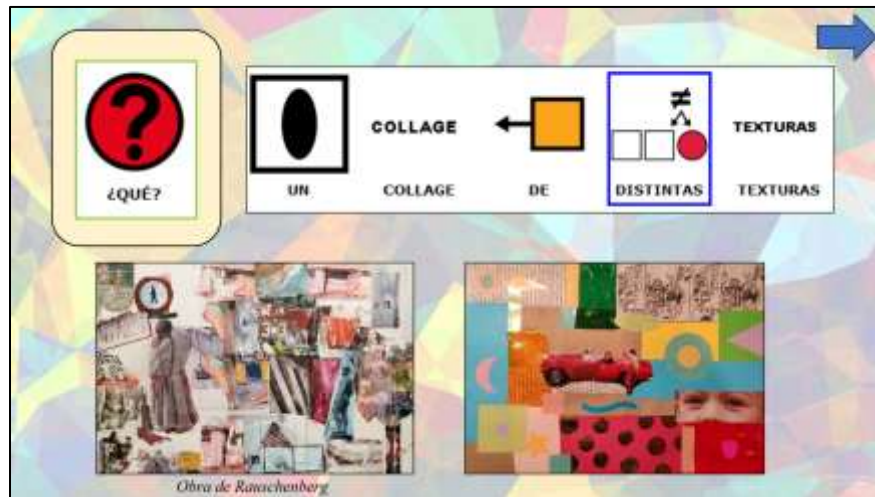 ¿QUÉ?
COLLAGE
TEXTURAS
UN COLLAGE DE DISTINTAS TEXTURAS
Obra de Rauschenberg